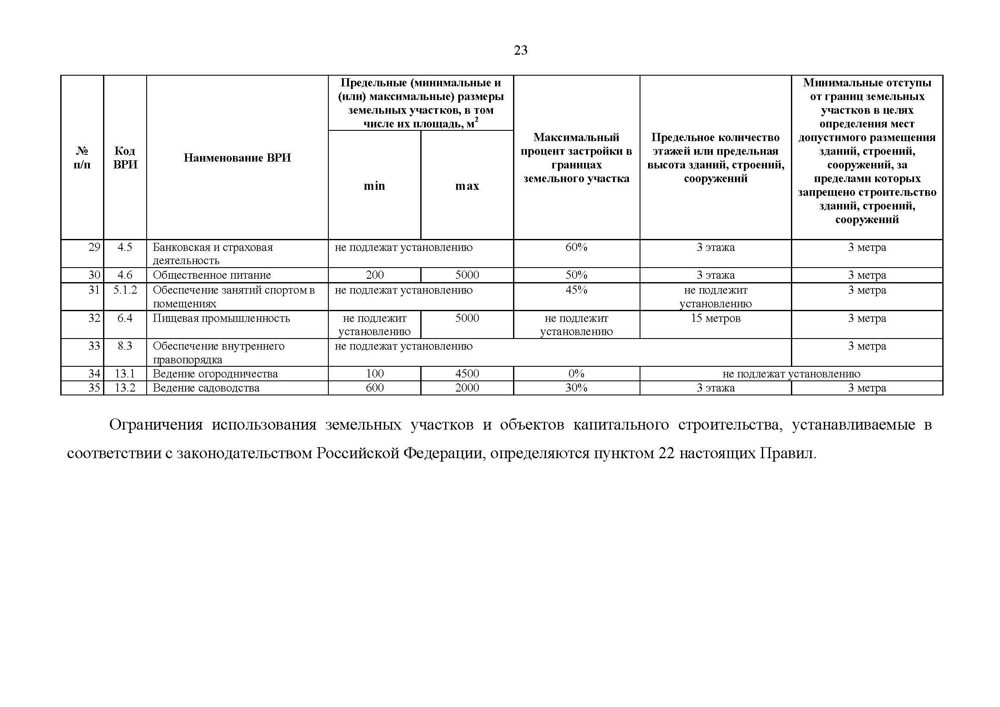 23
№
п/п
Код
ВРИ
Наименование ВРИ
Предельные (минимальные и
(или) максимальные) размеры
земельных участков, в том
числе их площадь, м²
min
max
Максимальный
процент застройки в
границах
земельного участка
Предельное количество
этажей или предельная
высота зданий, строений,
сооружений
Минимальные отступы
от границ земельных
участков в целях
определения мест
допустимого размещения
зданий, строений,
сооружений, за
пределами которых
запрещено строительство
зданий, строений,
сооружений
29 4.5 Банковская и страховая не подлежат установлению 60% 3 этажа 3 метра
деятельность
30 4.6 Общественное питание 200 5000 50% 3 этажа 3 метра
31 5.1.2 Обеспечение занятий спортом в не подлежат установлению 45% не подлежит 3 метра
помещениях установлению
32 6.4 Пищевая промышленность не подлежит 5000 не подлежит 15 метров 3 метра
установлению установлению
33 8.3 Обеспечение внутреннего не подлежат установлению 3 метра
правопорядка
34 13.1 Ведение огородничества 100 4500 0% не подлежат установлению
35 13.2 Ведение садоводства 600 2000 30% 3 этажа 3 метра
Ограничения использования земельных участков и объектов капитального строительства, устанавливаемые в
соответствии с законодательством Российской Федерации, определяются пунктом 22 настоящих Правил.